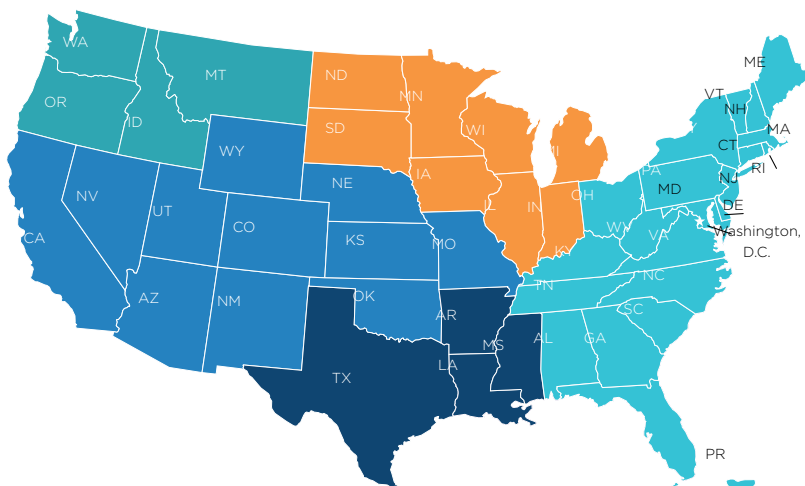 WA
MT
ND
MN
ME
OR
ID
SD
WI
MI
VT
NH
MA
WY
CT
RI
NV
UT
NE
IA
IL
IN
OH
PA
NJ
MD
DE
CA
CO
KS
MO
KY
WV
VA
Washington,
D.C.
AZ
NM
OK
AR
TN
NC
SC
TX
LA
MS
AL
GA
PR